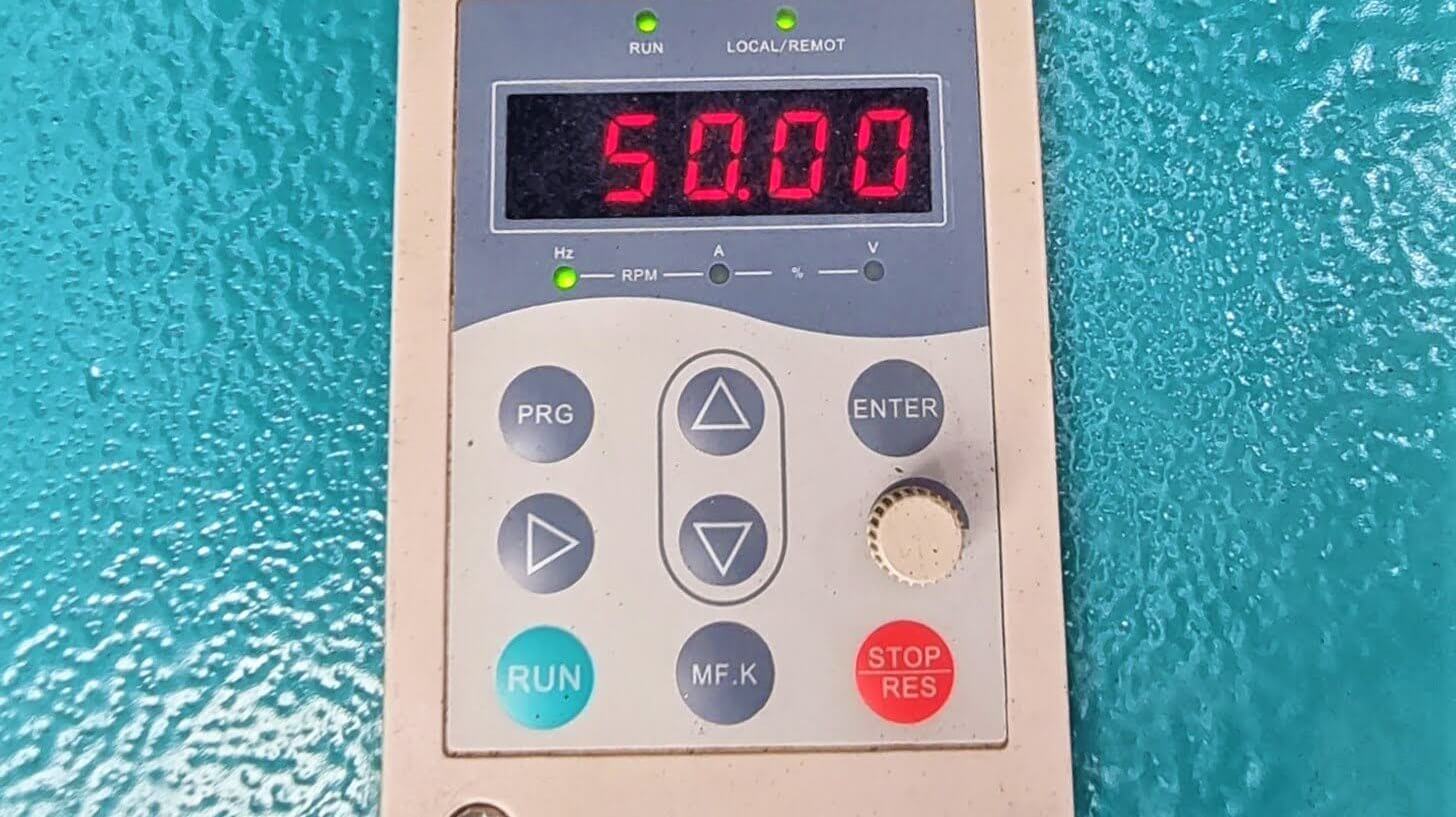 RUN LOCAL/REMOT
50.00
Hz A V
RPM %
PRG ENTER
RUN MF.K STOP
RES